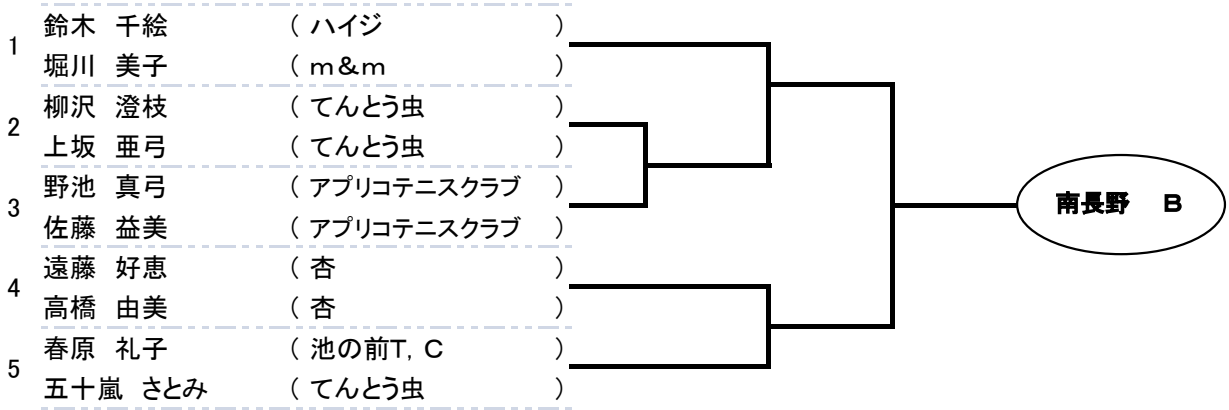 1
鈴木 千絵 ( ハイジ )
堀川 美子 ( m&m )
2
柳沢 澄枝 ( てんとう虫 )
上坂 亜弓 ( てんとう虫 )
3
野池 真弓 ( アプリコテニスクラブ )
佐藤 益美 ( アプリコテニスクラブ )
4
遠藤 好恵 ( 杏 )
高橋 由美 ( 杏 )
5
春原 礼子 ( 池の前T,C )
五十嵐 さとみ ( てんとう虫 )
南長野 B